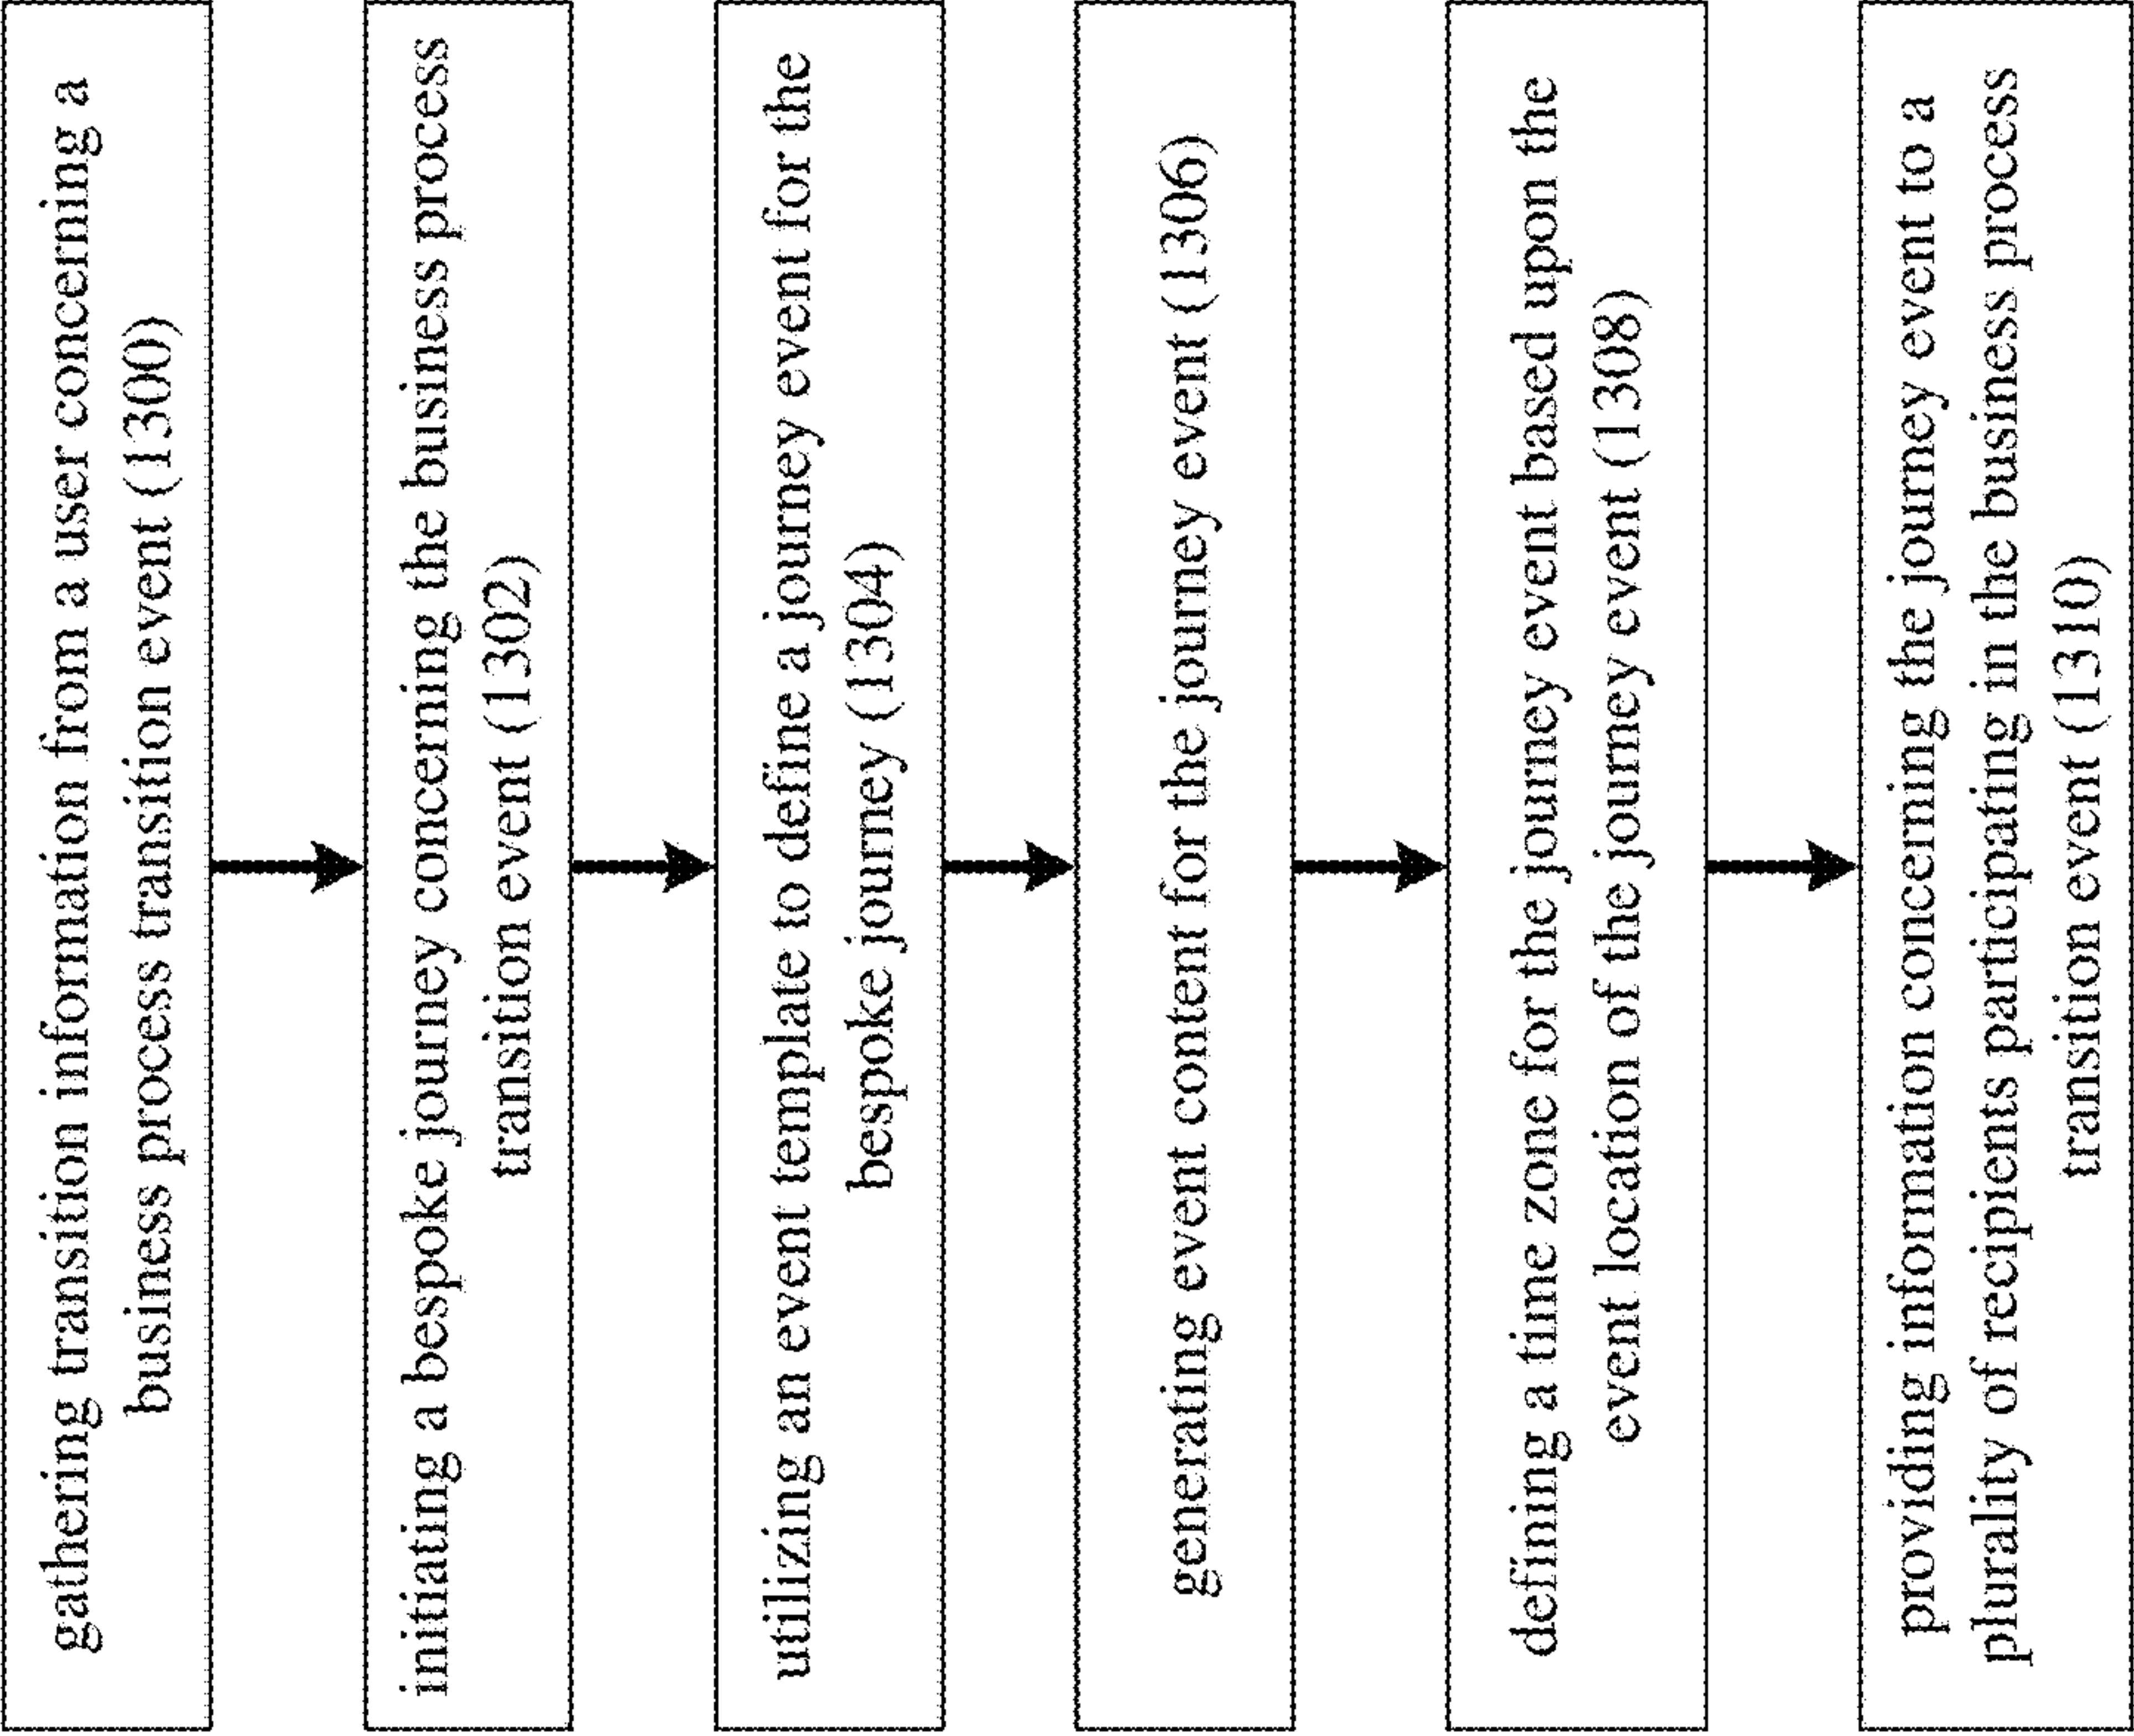 gathering transition information from a user concerning a
business process transition event (1300)
initiating a bespoke journey concerning the business process
transition event (1302)
utilizing an event template to define a journey event for the
bespoke journey (1304)
generating event content for the journey event (1306)
defining a time zone for the journey event based upon the
event location of the journey event (1308)
providing information concerning the journey event to a
plurality of recipients participating in the business process
transition event (1310)